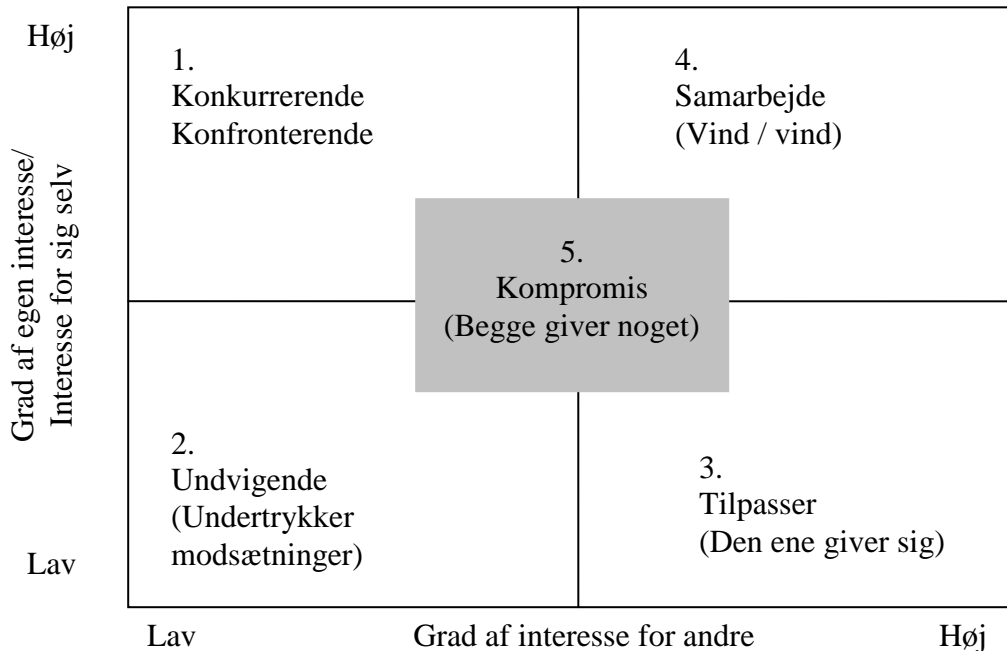 Høj
1.
Konkurrerende
Konfronterende
4.
Samarbejde
(Vind / vind)
Grad af egen interesse/
Interesse for sig selv
5.
Kompromis
(Begge giver noget)
2.
Undvigende
(Undertrykker
modsætninger)
3.
Tilpasser
(Den ene giver sig)
Lav
Lav
Grad af interesse for andre
Høj